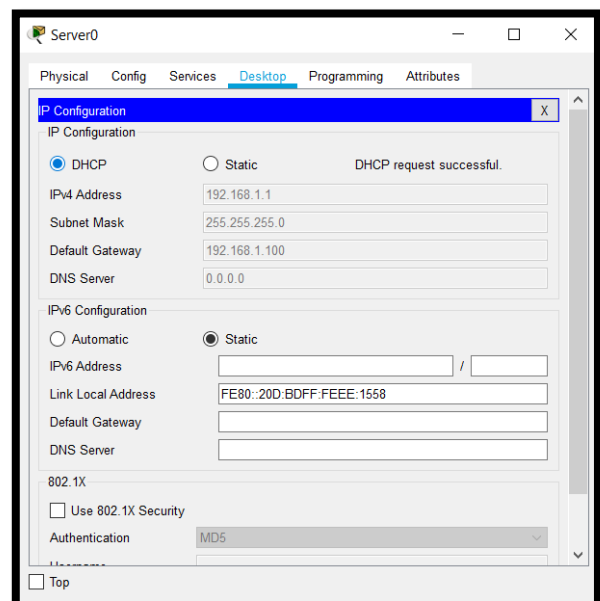 Server0
Physical Config Services Desktop Programming Attributes
IP Configuration X
IP Configuration
DHCP Static DHCP request successful.
IPv4 Address 192.168.1.1
Subnet Mask 255.255.255.0
Default Gateway 192.168.1.100
DNS Server 0.0.0.0
IPv6 Configuration
Automatic Static
IPv6 Address /
Link Local Address FE80::20D:BDFF:FEEE:1558
Default Gateway
DNS Server
802.1X
Use 802.1X Security
Authentication MD5
Top